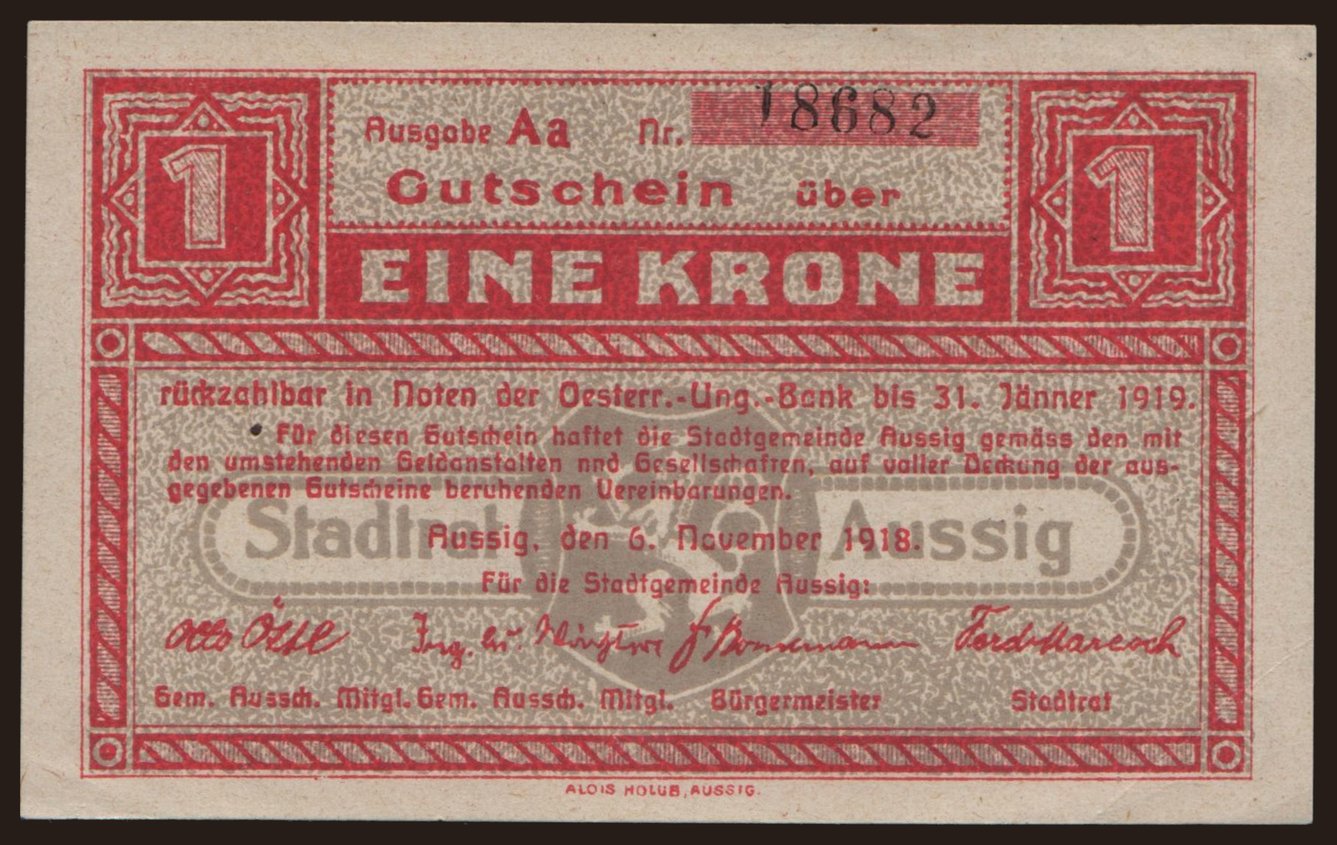 1
Ausgabe Aa Nr. 18682
Gutschein über
1
EINE KRONE
rückzahlbar in Noten der Oesterr.-Ung.-Bank bis 31. Jänner 1919.
Für diesen Gutschein haftet die Stadtgemeinde Aussig gemäss den mit
den umstehenden Geldanstalten nnd Gesellschaften, auf voller Deckung der aus-
gegebenen Gutscheine beruhenden Vereinbarungen.
Stadtrat Aussig
Aussig, den 6. November 1918.
Für die Stadtgemeinde Aussig:
Gem. Aussch. Mitgl. Gem. Aussch. Mitgl. Bürgermeister Stadtrat
ALOIS HOLUB, AUSSIG.